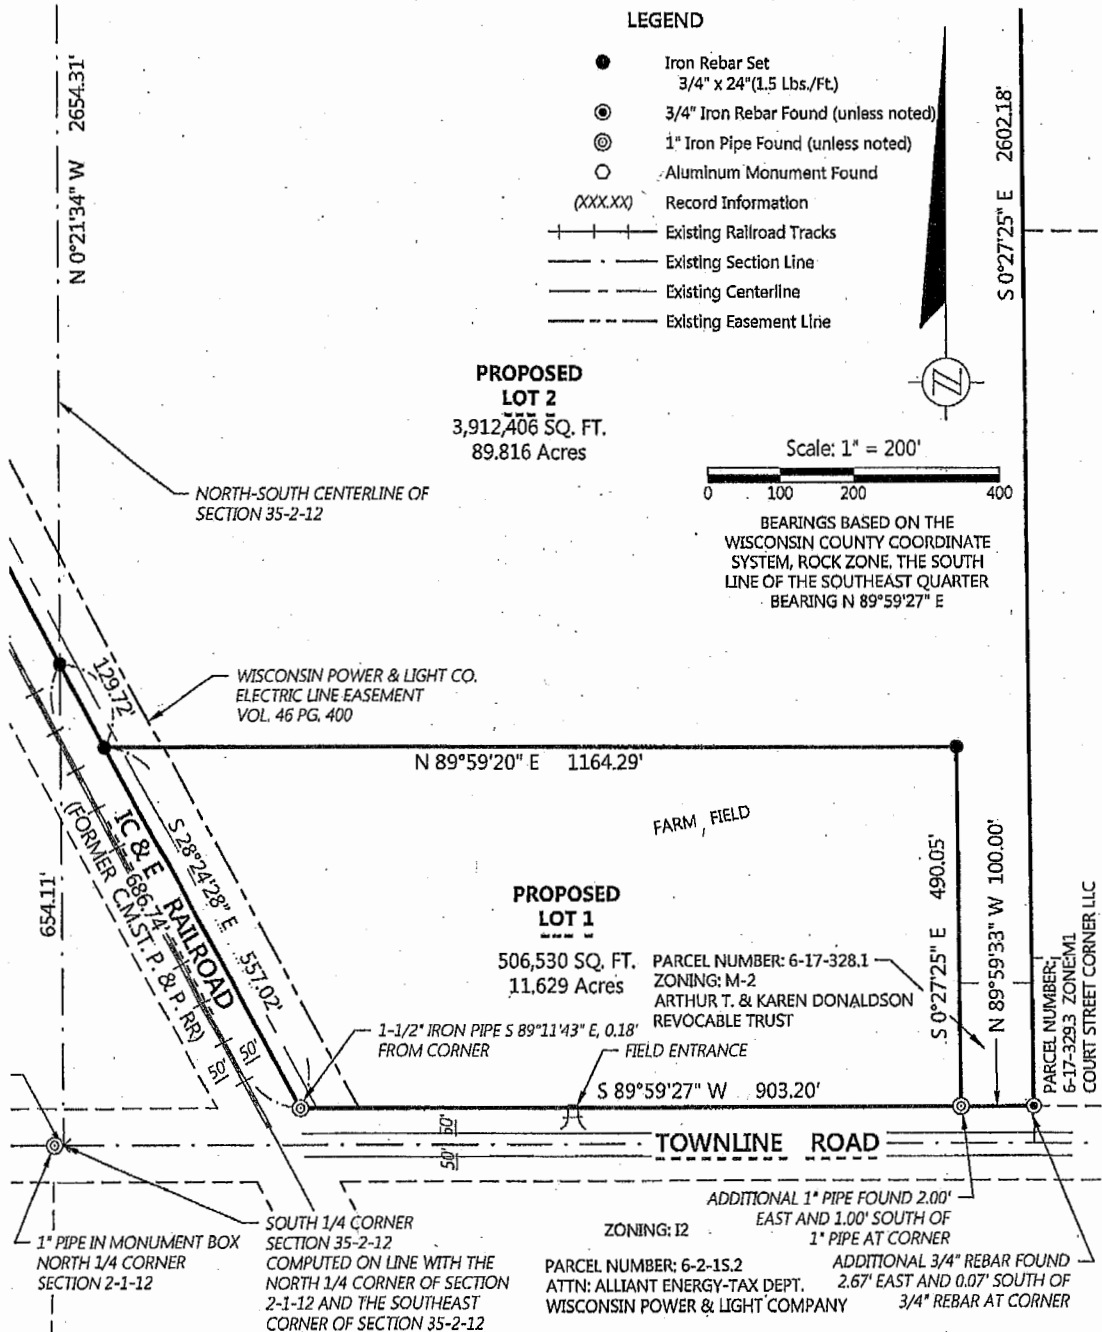 LEGEND
Iron Rebar Set
3/4" x 24"(1.5 Lbs./Ft.)
3/4" Iron Rebar Found (unless noted)
1" Iron Pipe Found (unless noted)
Aluminum Monument Found
(XXX.XX) Record Information
Existing Railroad Tracks
Existing Section Line
Existing Centerline
Existing Easement Line
N 0°21'34" W 2654.31'
S 0°27'25" E 2602.18'
PROPOSED
LOT 2
3,912,406 SQ. FT.
89.816 Acres
Scale: 1" = 200'
0 100 200 400
NORTH-SOUTH CENTERLINE OF
SECTION 35-2-12
BEARINGS BASED ON THE
WISCONSIN COUNTY COORDINATE
SYSTEM, ROCK ZONE, THE SOUTH
LINE OF THE SOUTHEAST QUARTER
BEARING N 89°59'27" E
129.72'
WISCONSIN POWER & LIGHT CO.
ELECTRIC LINE EASEMENT
VOL. 46 PG. 400
N 89°59'20" E 1164.29'
FARM FIELD
IC & E RAILROAD
686.74'
(FORMER C.M.ST. P. & P. RR)
S 28°24'28" E 557.02'
654.11'
50'
50'
PROPOSED
LOT 1
506,530 SQ. FT.
11.629 Acres
PARCEL NUMBER: 6-17-328.1
ZONING: M-2
ARTHUR T. & KAREN DONALDSON
REVOCABLE TRUST
S 0°27'25" E 490.05'
N 89°59'33" W 100.00'
PARCEL NUMBER:
6-17-329.3 ZONE:M1
COURT STREET CORNER LLC
1-1/2" IRON PIPE S 89°11'43" E, 0.18'
FROM CORNER
FIELD ENTRANCE
S 89°59'27" W 903.20'
50'
50'
TOWNLINE ROAD
1" PIPE IN MONUMENT BOX
NORTH 1/4 CORNER
SECTION 2-1-12
SOUTH 1/4 CORNER
SECTION 35-2-12
COMPUTED ON LINE WITH THE
NORTH 1/4 CORNER OF SECTION
2-1-12 AND THE SOUTHEAST
CORNER OF SECTION 35-2-12
ZONING: I2
PARCEL NUMBER: 6-2-15.2
ATTN: ALLIANT ENERGY-TAX DEPT.
WISCONSIN POWER & LIGHT COMPANY
ADDITIONAL 1" PIPE FOUND 2.00'
EAST AND 1.00' SOUTH OF
1" PIPE AT CORNER
ADDITIONAL 3/4" REBAR FOUND
2.67' EAST AND 0.07' SOUTH OF
3/4" REBAR AT CORNER